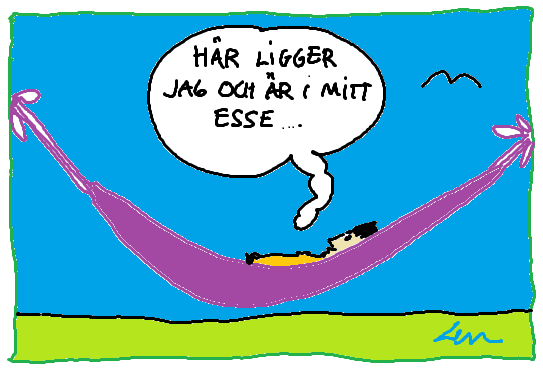 HÄR LIGGER
JAG OCH ÄR I MITT
ESSE....